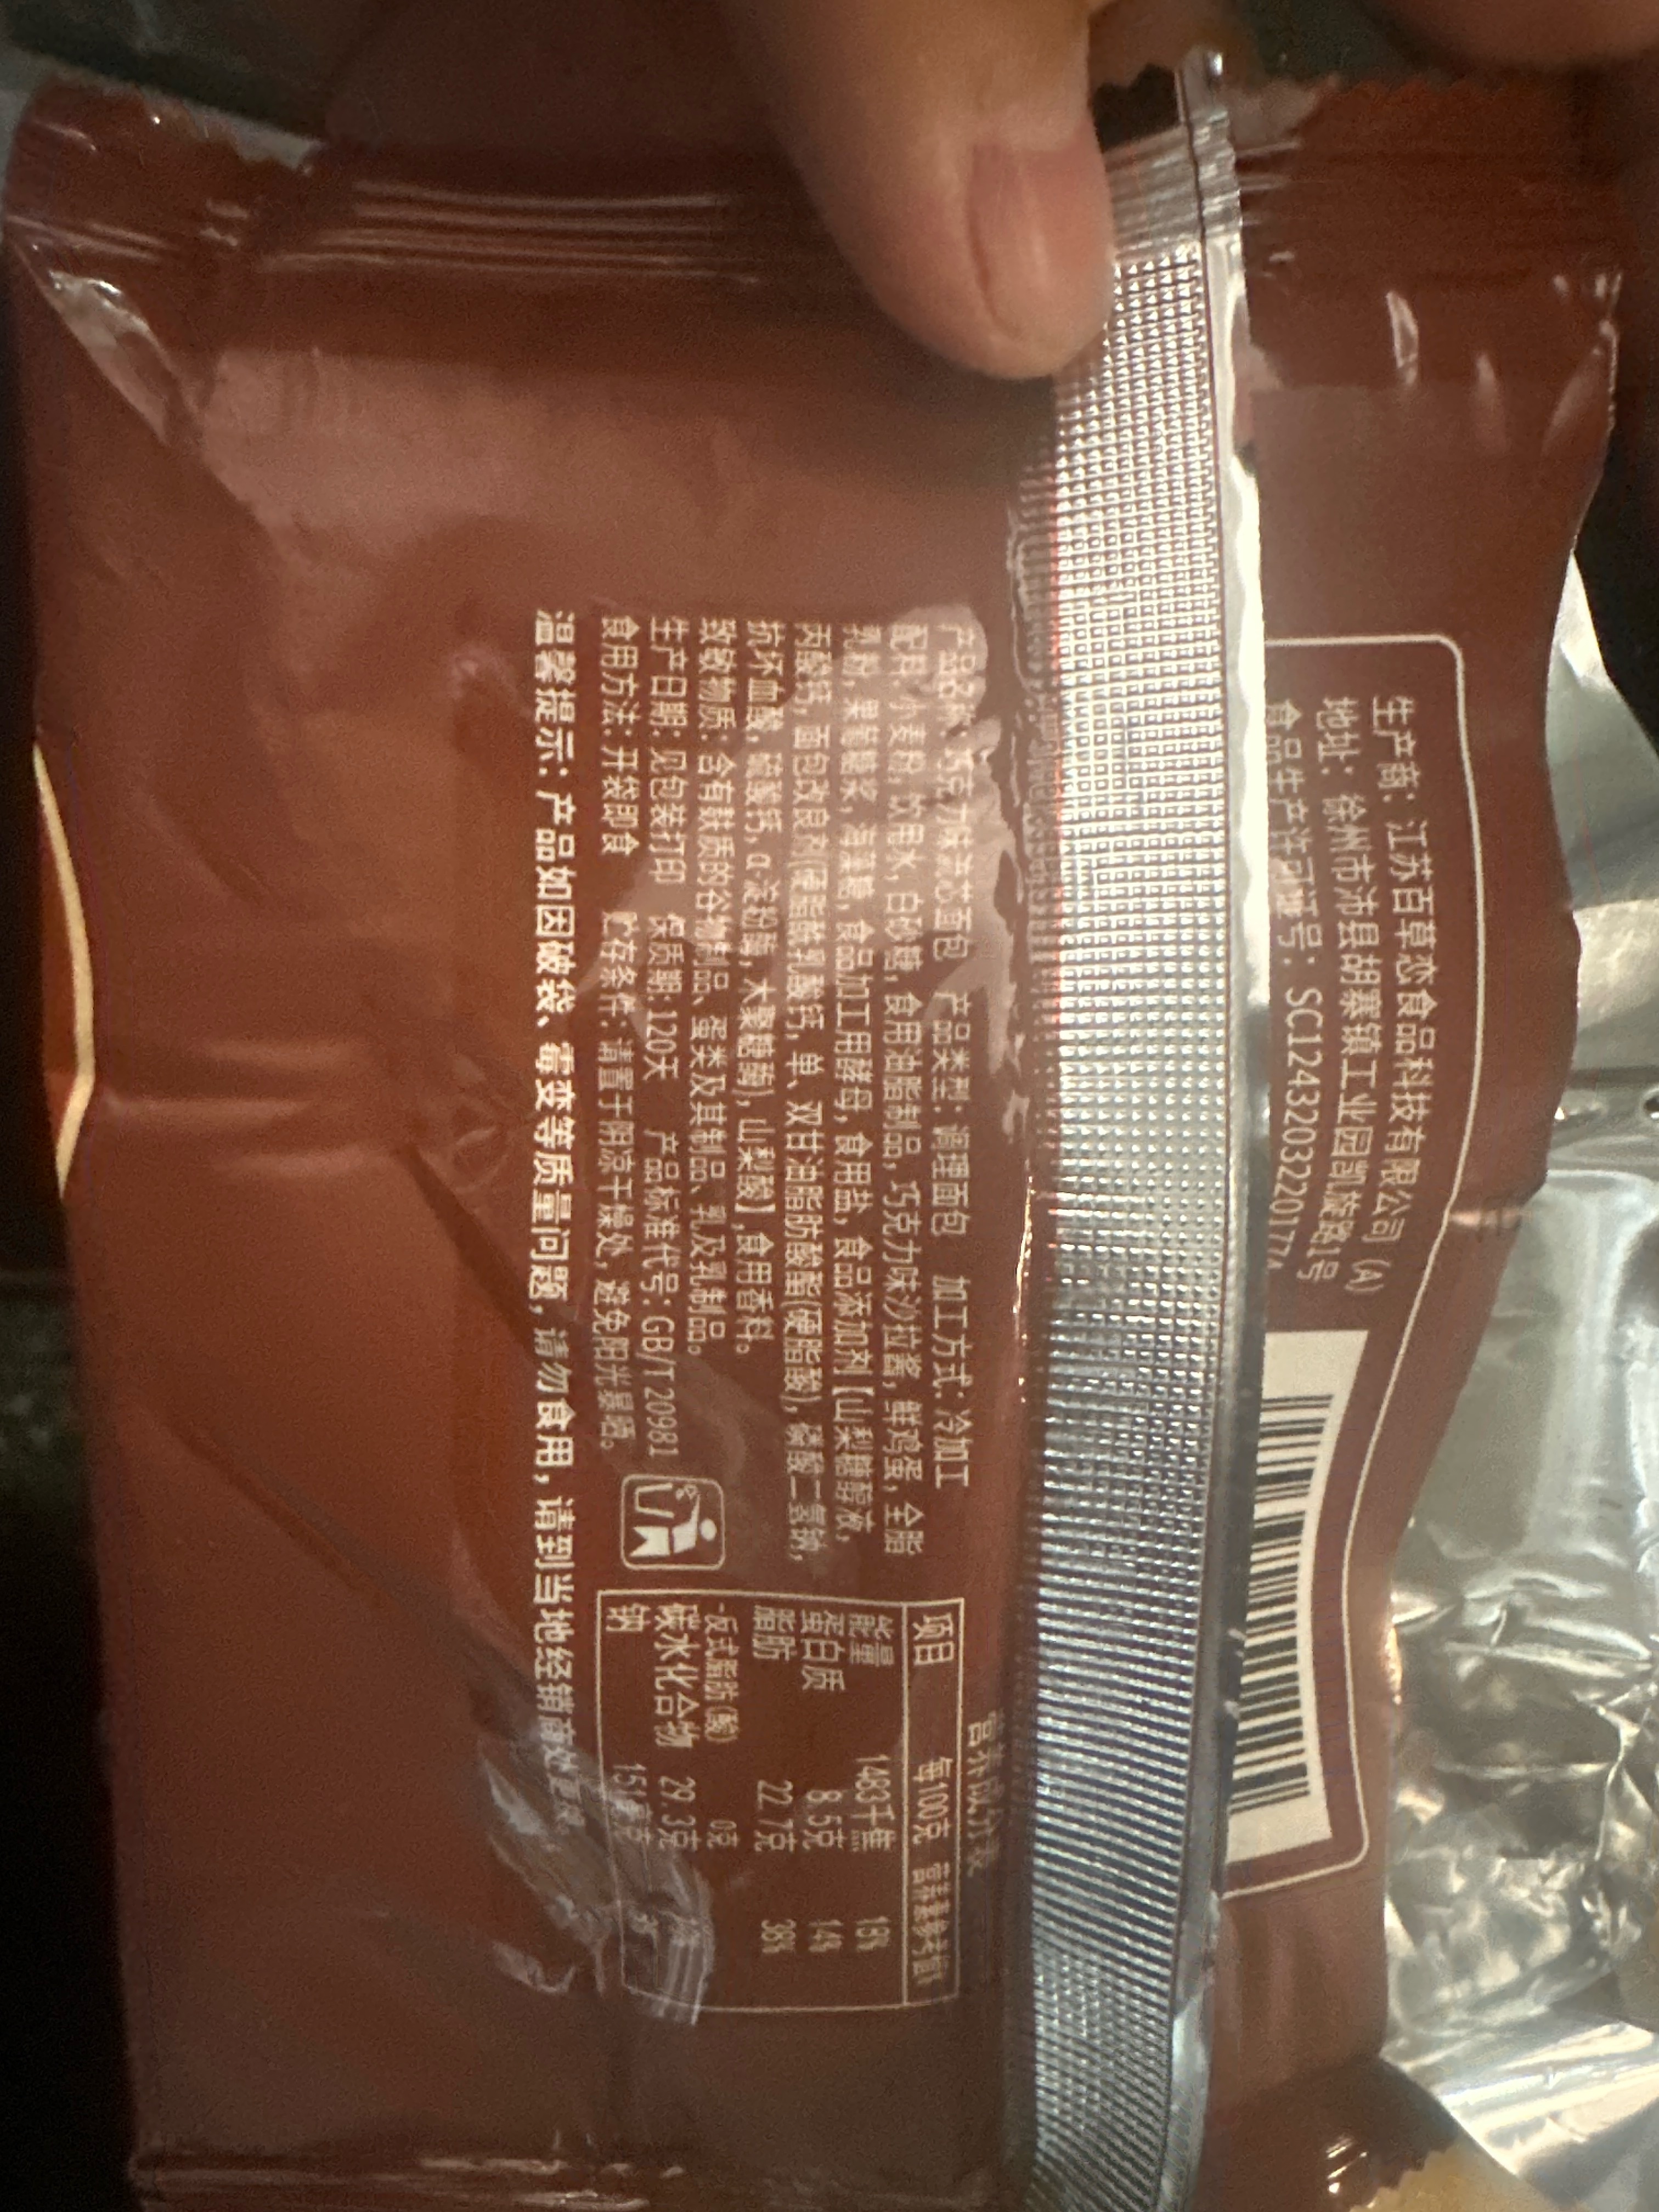 产品名称:巧克力味流心面包 产品类型:调理面包 加工方式:冷加工
配料:小麦粉,饮用水,白砂糖,食用油脂制品,巧克力味沙拉酱,鲜鸡蛋,全脂
乳粉,果葡糖浆,海藻糖,食品加工用酵母,食用盐,食品添加剂【山梨糖醇液,
丙酸钙,面包改良剂(硬脂酰乳酸钙,单、双甘油脂肪酸酯(硬脂酸),磷酸二氢钠,
抗坏血酸,硫酸钙,α-淀粉酶,木聚糖酶),山梨酸】,食用香料。
致敏物质:含有麸质的谷物制品、蛋类及其制品、乳及乳制品。
生产日期:见包装打印 保质期:120天 产品标准代号:GB/T 20981
食用方法:开袋即食 贮存条件:请置于阴凉干燥处,避免阳光暴晒。
温馨提示:产品如因破袋、霉变等质量问题,请勿食用,请到当地经销商处更换
营养成分表
项目 每100克 营养素参考值%
能量 1483千焦
蛋白质 8.5克 14%
脂肪 22.7克 38%
-反式脂肪(酸) 0克
碳水化合物 29.3克
钠
生产商:江苏百草恋食品科技有限公司(A)
地址:徐州市沛县胡寨镇工业园凯旋路1号
食品生产许可证号:SC1243203220177